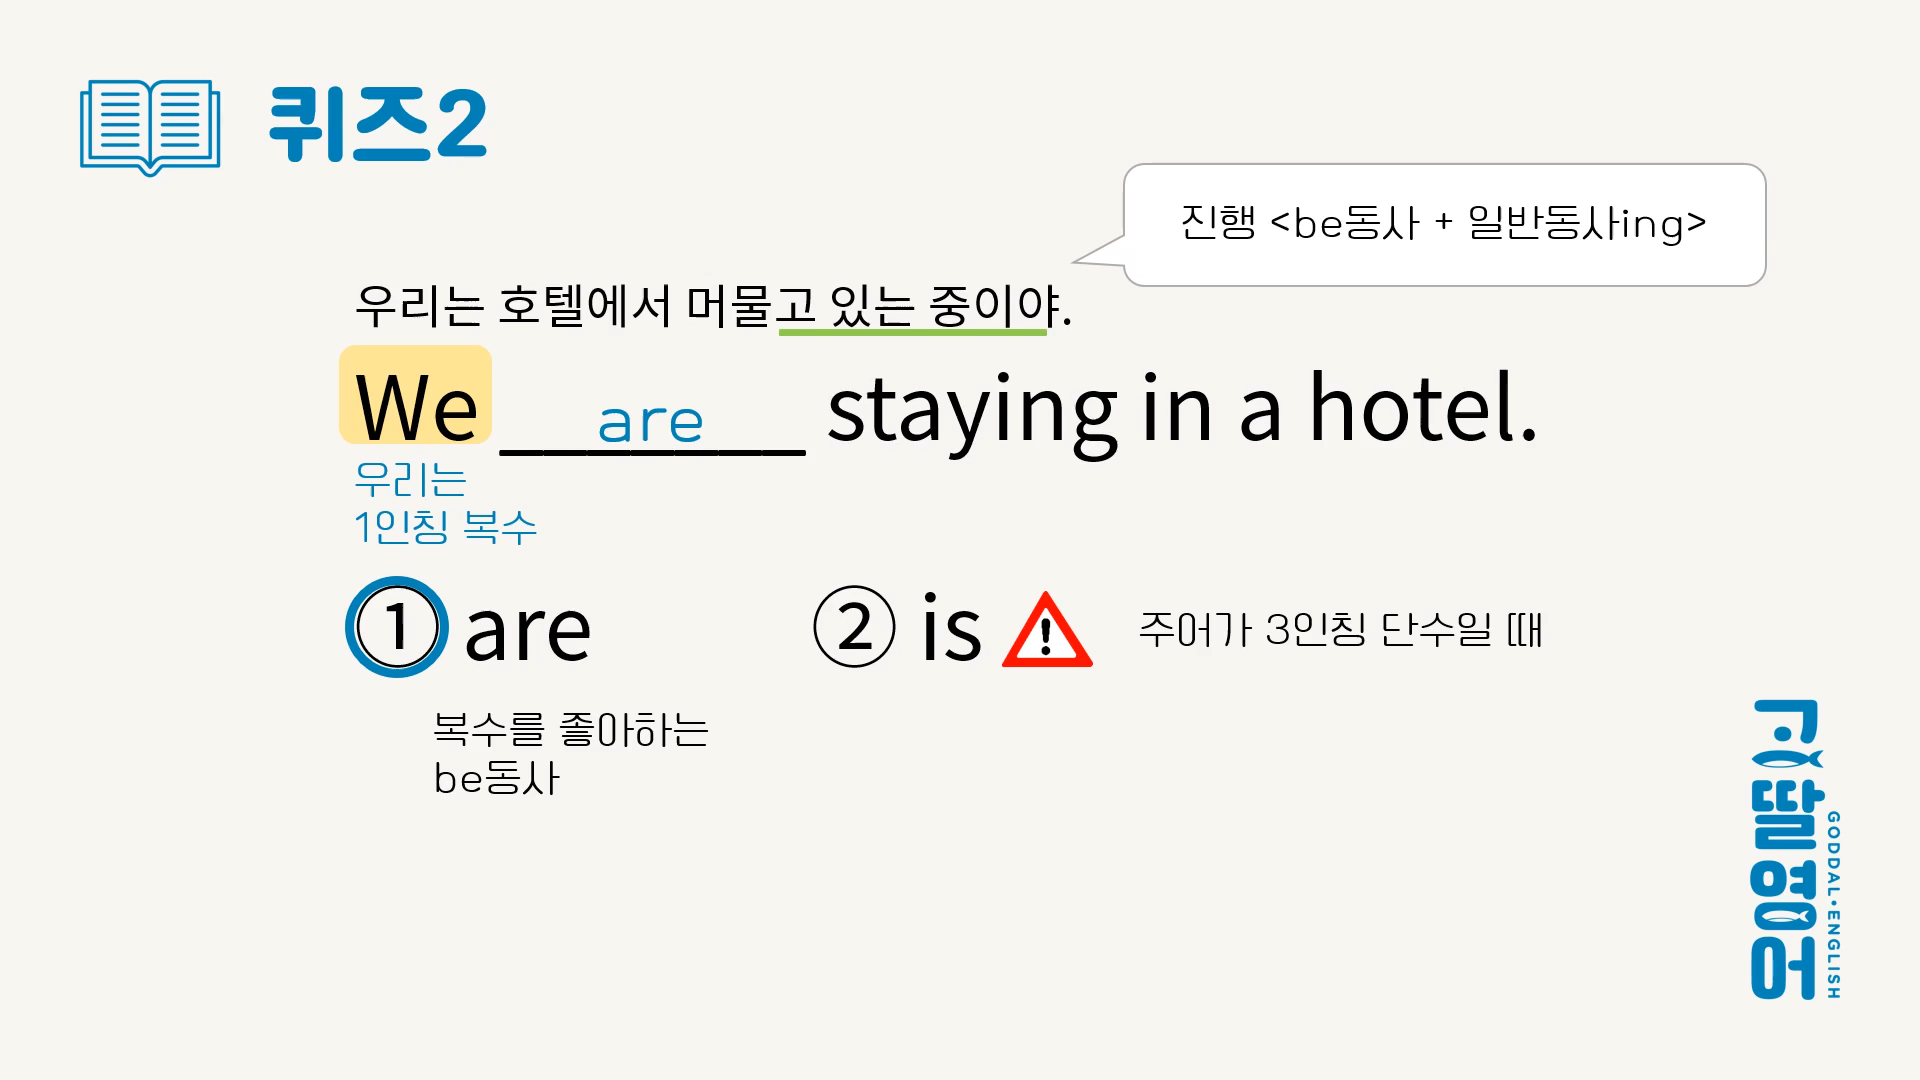 퀴즈2
진행 <be동사 + 일반동사ing>
우리는 호텔에서 머물고 있는 중이야.
We _______ staying in a hotel.
are
우리는
1인칭 복수
① are
② is
주어가 3인칭 단수일 때
복수를 좋아하는
be동사
갓딸영어
GODDAL•ENGLISH